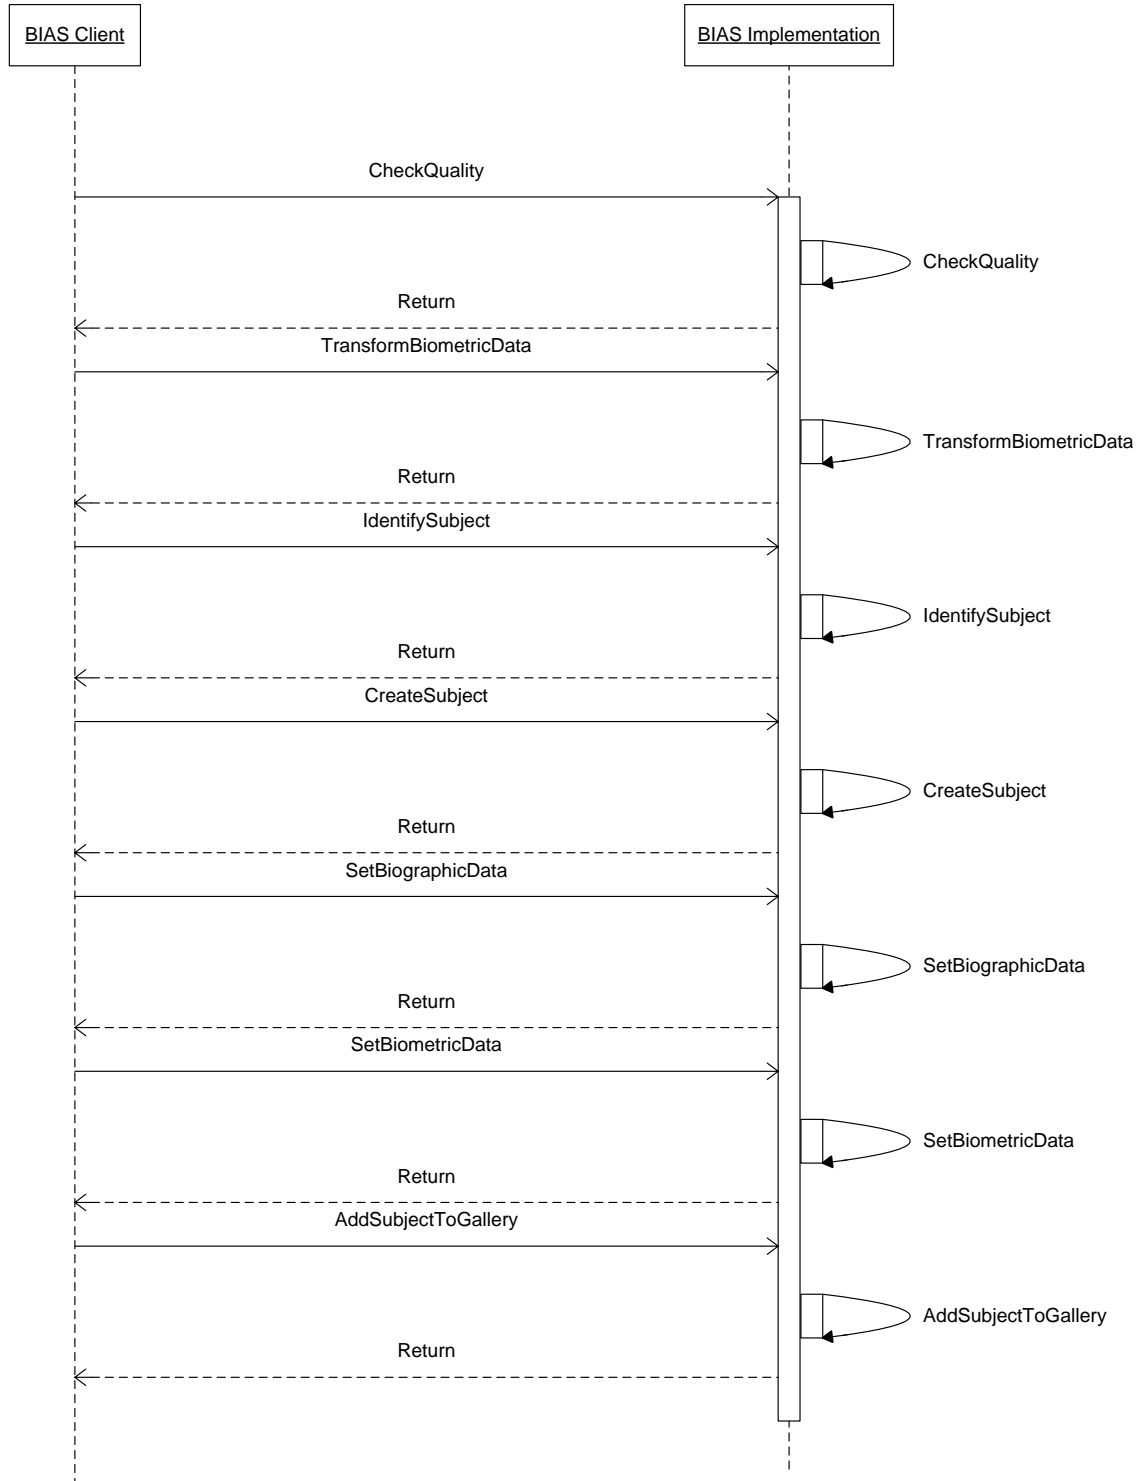 BIAS Client
BIAS Implementation
CheckQuality
CheckQuality
Return
TransformBiometricData
TransformBiometricData
Return
IdentifySubject
IdentifySubject
Return
CreateSubject
CreateSubject
Return
SetBiographicData
SetBiographicData
Return
SetBiometricData
SetBiometricData
Return
AddSubjectToGallery
AddSubjectToGallery
Return